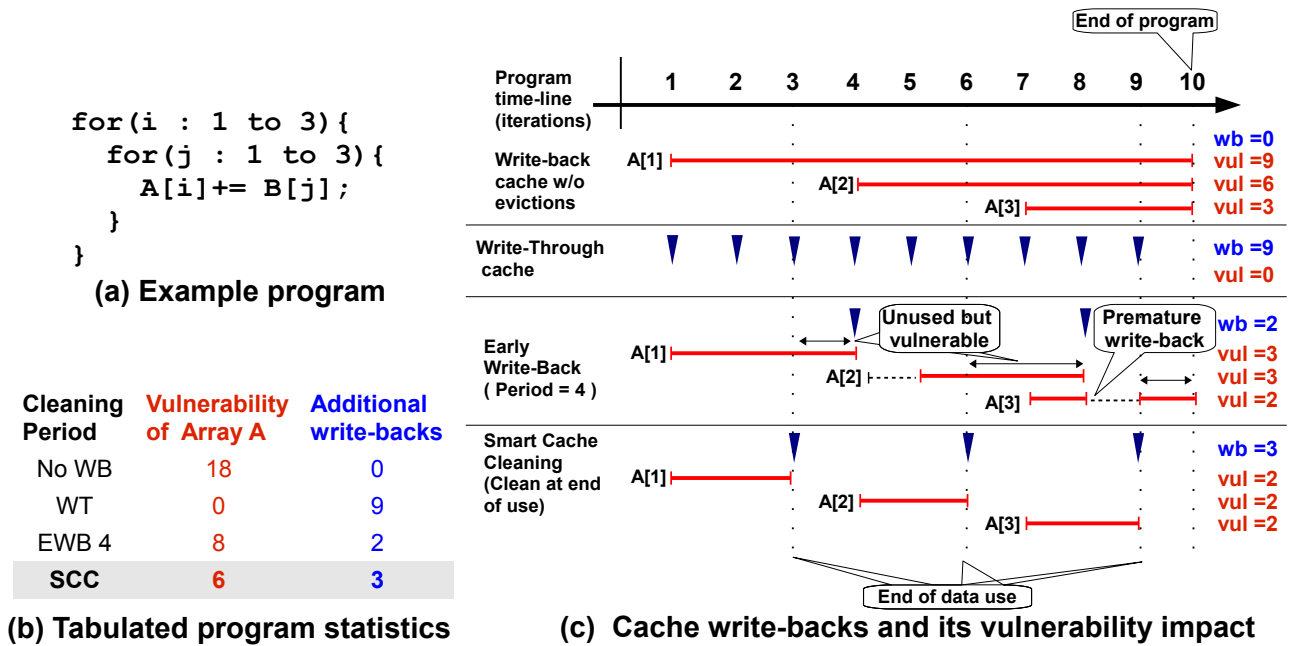 for(i : 1 to 3){
for(j : 1 to 3){
A[i]+= B[j];
}
}
(a) Example program
Cleaning Period Vulnerability of Array A Additional write-backs
No WB 18 0
WT 0 9
EWB 4 8 2
SCC 6 3
(b) Tabulated program statistics
End of program
Program
time-line
(iterations)
1 2 3 4 5 6 7 8 9 10
Write-back
cache w/o
evictions
A[1]
A[2]
A[3]
wb =0
vul=9
vul=6
vul=3
Write-Through
cache
wb=9
vul=0
Early
Write-Back
( Period = 4 )
Unused but
vulnerable
Premature
write-back
A[1]
A[2]
A[3]
wb=2
vul=3
vul=3
vul=2
Smart Cache
Cleaning
(Clean at end
of use)
A[1]
A[2]
A[3]
wb=3
vul=2
vul =2
vul=2
End of data use
(c) Cache write-backs and its vulnerability impact